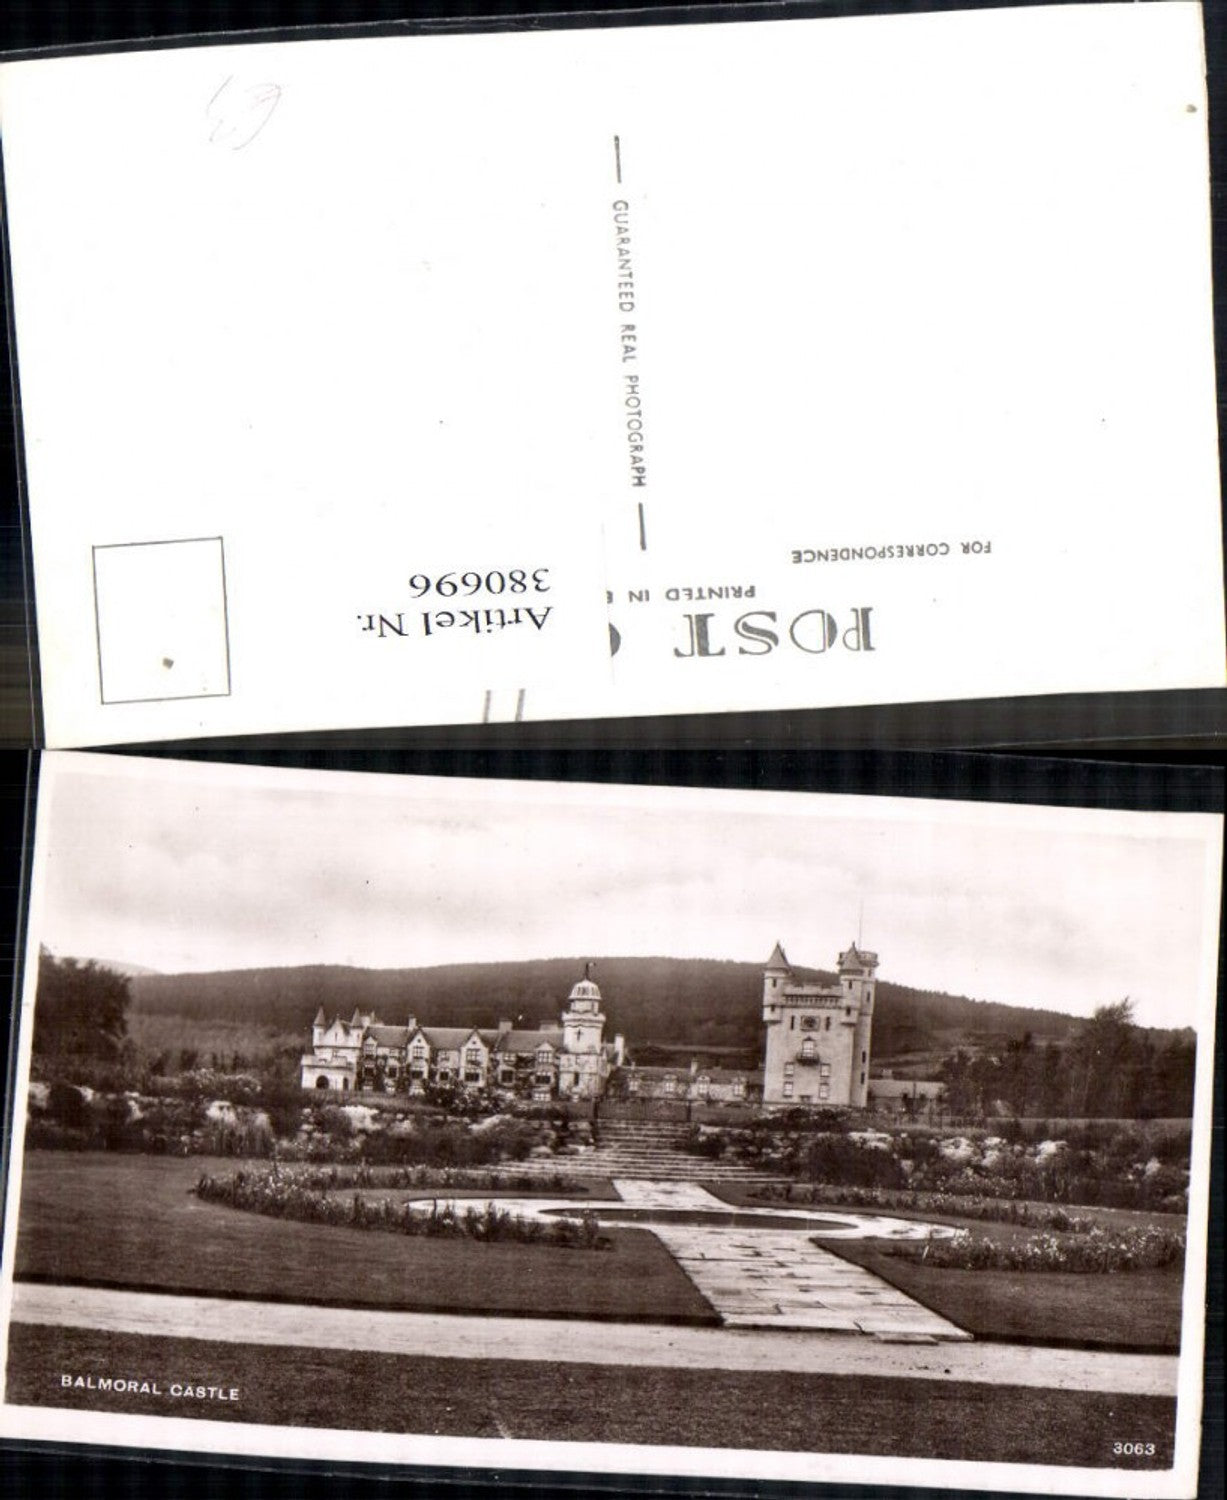 POST
PRINTED IN
FOR CORRESPONDENCE
Artikel Nr.
380696
GUARANTEED REAL PHOTOGRAPH
BALMORAL CASTLE
3063